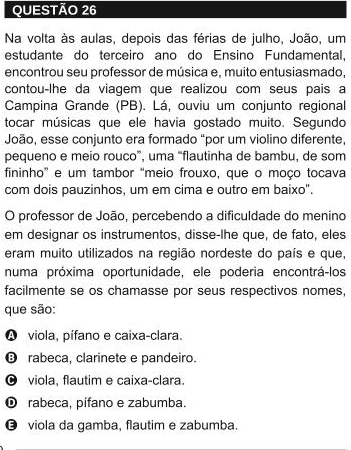 QUESTÃO 26
Na volta às aulas, depois das férias de julho, João, um
estudante do terceiro ano do Ensino Fundamental,
encontrou seu professor de música e, muito entusiasmado,
contou-lhe da viagem que realizou com seus pais a
Campina Grande (PB). Lá, ouviu um conjunto regional
tocar músicas que ele havia gostado muito. Segundo
João, esse conjunto era formado “por um violino diferente,
pequeno e meio rouco”, uma “flautinha de bambu, de som
fininho” e um tambor “meio frouxo, que o moço tocava
com dois pauzinhos, um em cima e outro em baixo”.
O professor de João, percebendo a dificuldade do menino
em designar os instrumentos, disse-lhe que, de fato, eles
eram muito utilizados na região nordeste do país e que,
numa próxima oportunidade, ele poderia encontrá-los
facilmente se os chamasse por seus respectivos nomes,
que são:
A viola, pífano e caixa-clara.
B rabeca, clarinete e pandeiro.
C viola, flautim e caixa-clara.
D rabeca, pífano e zabumba.
E viola da gamba, flautim e zabumba.